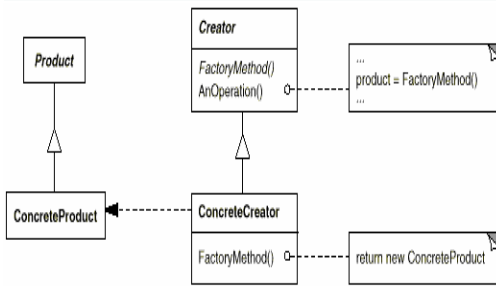 Creator
Product
FactoryMethod()
AnOperation()
...
product = FactoryMethod()
...
ConcreteProduct
ConcreteCreator
FactoryMethod()
return new ConcreteProduct